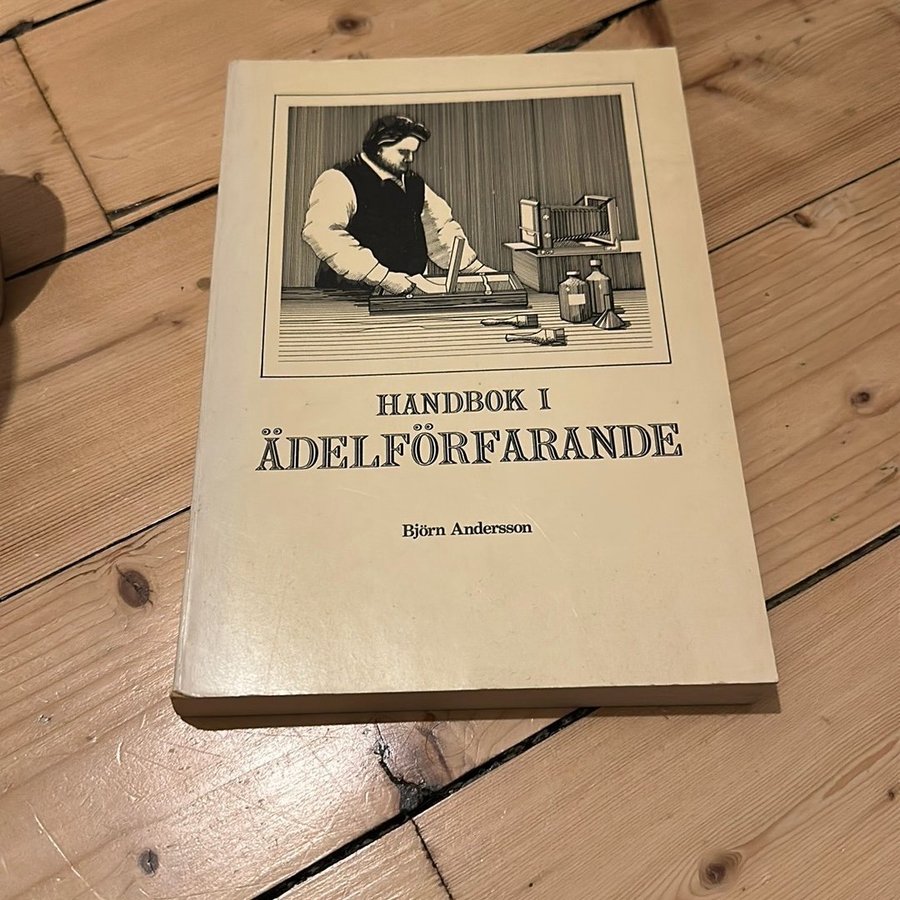 HANDBOK I
ÄDELFÖRFARANDE
Björn Andersson